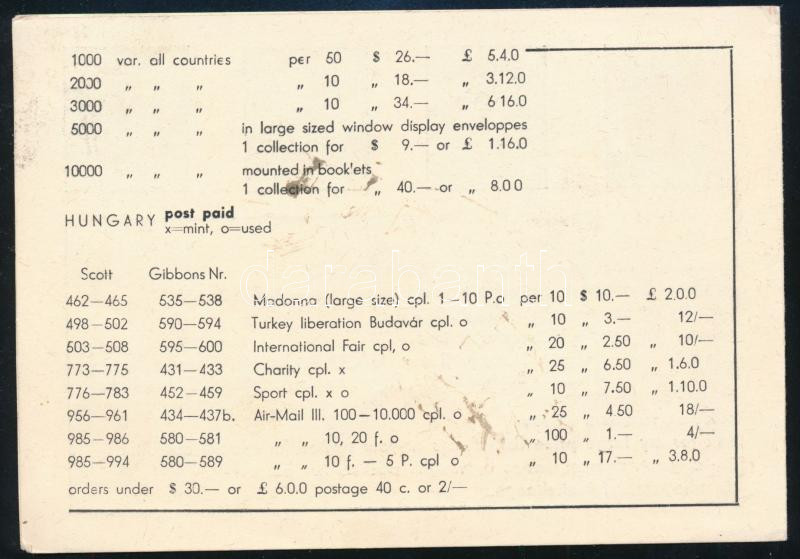 1000 var. all countries per 50 $ 26.— £ 5.4.0
2000 „ „ „ „ 10 „ 18.— „ 3.12.0
3000 „ „ „ „ 10 „ 34.— „ 6 16.0
5000 „ „ „ in large sized window display enveloppes
1 collection for $ 9.— or £ 1.16.0
10000 „ „ „ mounted in book'ets
1 collection for „ 40.— or „ 8.0 0
HUNGARY post paid
x=mint, o=used
Scott Gibbons Nr.
462—465 535—538 Madonna (large size) cpl. 1—10 P.o per 10 $ 10.— £ 2.0.0
498—502 590—594 Turkey liberation Budavár cpl. o „ 10 „ 3.— 12/—
503—508 595—600 International Fair cpl, o „ 20 „ 2.50 „ 10/—
773—775 431—433 Charity cpl. x „ 25 „ 6.50 „ 1.6.0
776—783 452—459 Sport cpl. x o „ 10 „ 7.50 „ 1.10.0
956—961 434—437b. Air-Mail III. 100—10.000 cpl. o „ 25 „ 4.50 18/—
985—986 580—581 „ „ 10, 20 f. o „ 100 „ 1.— 4/—
985—994 580—589 „ „ 10 f. — 5 P. cpl o „ 10 „ 17.— „ 3.8.0
orders under $ 30.— or £ 6.0.0 postage 40 c. or 2/—